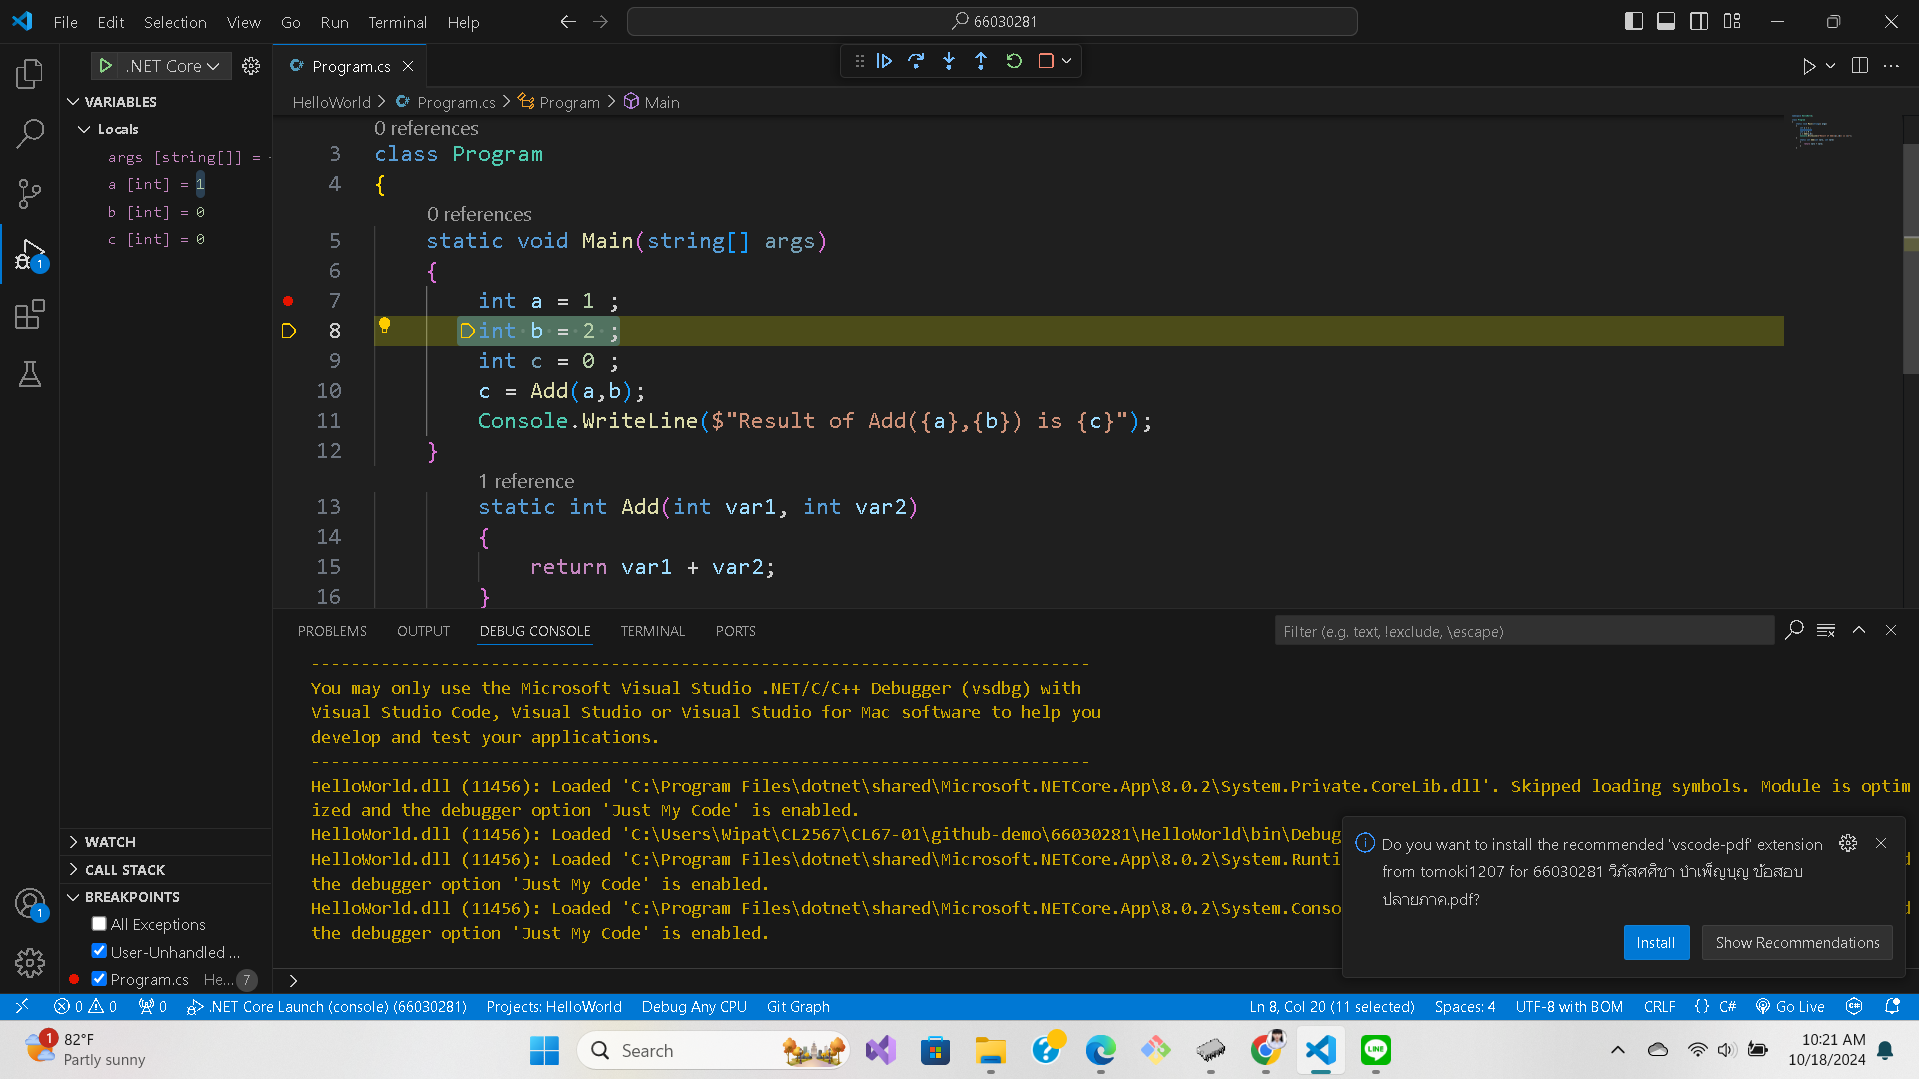 File Edit Selection View Go Run Terminal Help
66030281
.NET Core
Program.cs
VARIABLES
Locals
args [string[]] =
a [int] = 1
b [int] = 0
c [int] = 0
HelloWorld > Program.cs > Program > Main
0 references
3 class Program
4 {
0 references
5 static void Main(string[] args)
6 {
7 int a = 1 ;
8 int b = 2 ;
9 int c = 0 ;
10 c = Add(a,b);
11 Console.WriteLine($"Result of Add({a},{b}) is {c}");
12 }
1 reference
13 static int Add(int var1, int var2)
14 {
15 return var1 + var2;
16 }
PROBLEMS OUTPUT DEBUG CONSOLE TERMINAL PORTS
Filter (e.g. text, !exclude, \escape)
-------------------------------------------------------------------
You may only use the Microsoft Visual Studio .NET/C/C++ Debugger (vsdbg) with
Visual Studio Code, Visual Studio or Visual Studio for Mac software to help you
develop and test your applications.
-------------------------------------------------------------------
HelloWorld.dll (11456): Loaded 'C:\Program Files\dotnet\shared\Microsoft.NETCore.App\8.0.2\System.Private.CoreLib.dll'. Skipped loading symbols. Module is optim
ized and the debugger option 'Just My Code' is enabled.
HelloWorld.dll (11456): Loaded 'C:\Users\Wipat\CL2567\CL67-01\github-demo\66030281\HelloWorld\bin\Debug
HelloWorld.dll (11456): Loaded 'C:\Program Files\dotnet\shared\Microsoft.NETCore.App\8.0.2\System.Runti
the debugger option 'Just My Code' is enabled.
HelloWorld.dll (11456): Loaded 'C:\Program Files\dotnet\shared\Microsoft.NETCore.App\8.0.2\System.Conso
the debugger option 'Just My Code' is enabled.
WATCH
CALL STACK
BREAKPOINTS
All Exceptions
User-Unhandled ...
Program.cs He... 7
Do you want to install the recommended 'vscode-pdf' extension
from tomoki1207 for 66030281 วิภัสศศิชา บำเพ็ญบุญ ข้อสอบ
ปลายภาค.pdf?
Install Show Recommendations
0 0 0 .NET Core Launch (console) (66030281) Projects: HelloWorld Debug Any CPU Git Graph
Ln 8, Col 20 (11 selected) Spaces: 4 UTF-8 with BOM CRLF {} C# Go Live
1
82°F
Partly sunny
Search
LINE
10:21 AM
10/18/2024